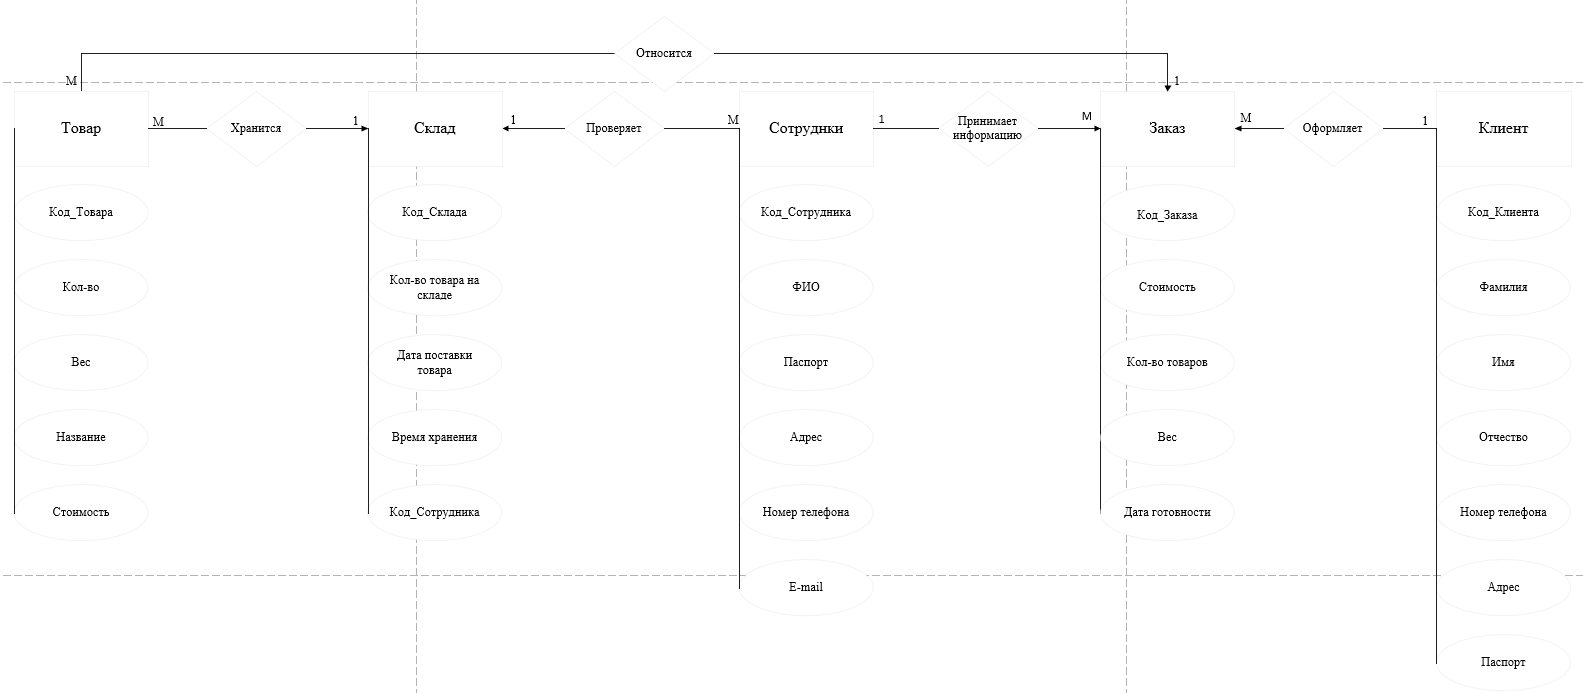 Относится
М
1
Товар
М
Хранится
1
Склад
1
Проверяет
М
Сотруднки
1
Принимает
информацию
М
Заказ
М
Оформляет
1
Клиент
Код_Товара
Код_Склада
Код_Сотрудника
Код_Заказа
Код_Клиента
Кол-во
Кол-во товара на
складе
ФИО
Стоимость
Фамилия
Вес
Дата поставки
товара
Паспорт
Кол-во товаров
Имя
Название
Время хранения
Адрес
Вес
Отчество
Стоимость
Код_Сотрудника
Номер телефона
Дата готовности
Номер телефона
E-mail
Адрес
Паспорт